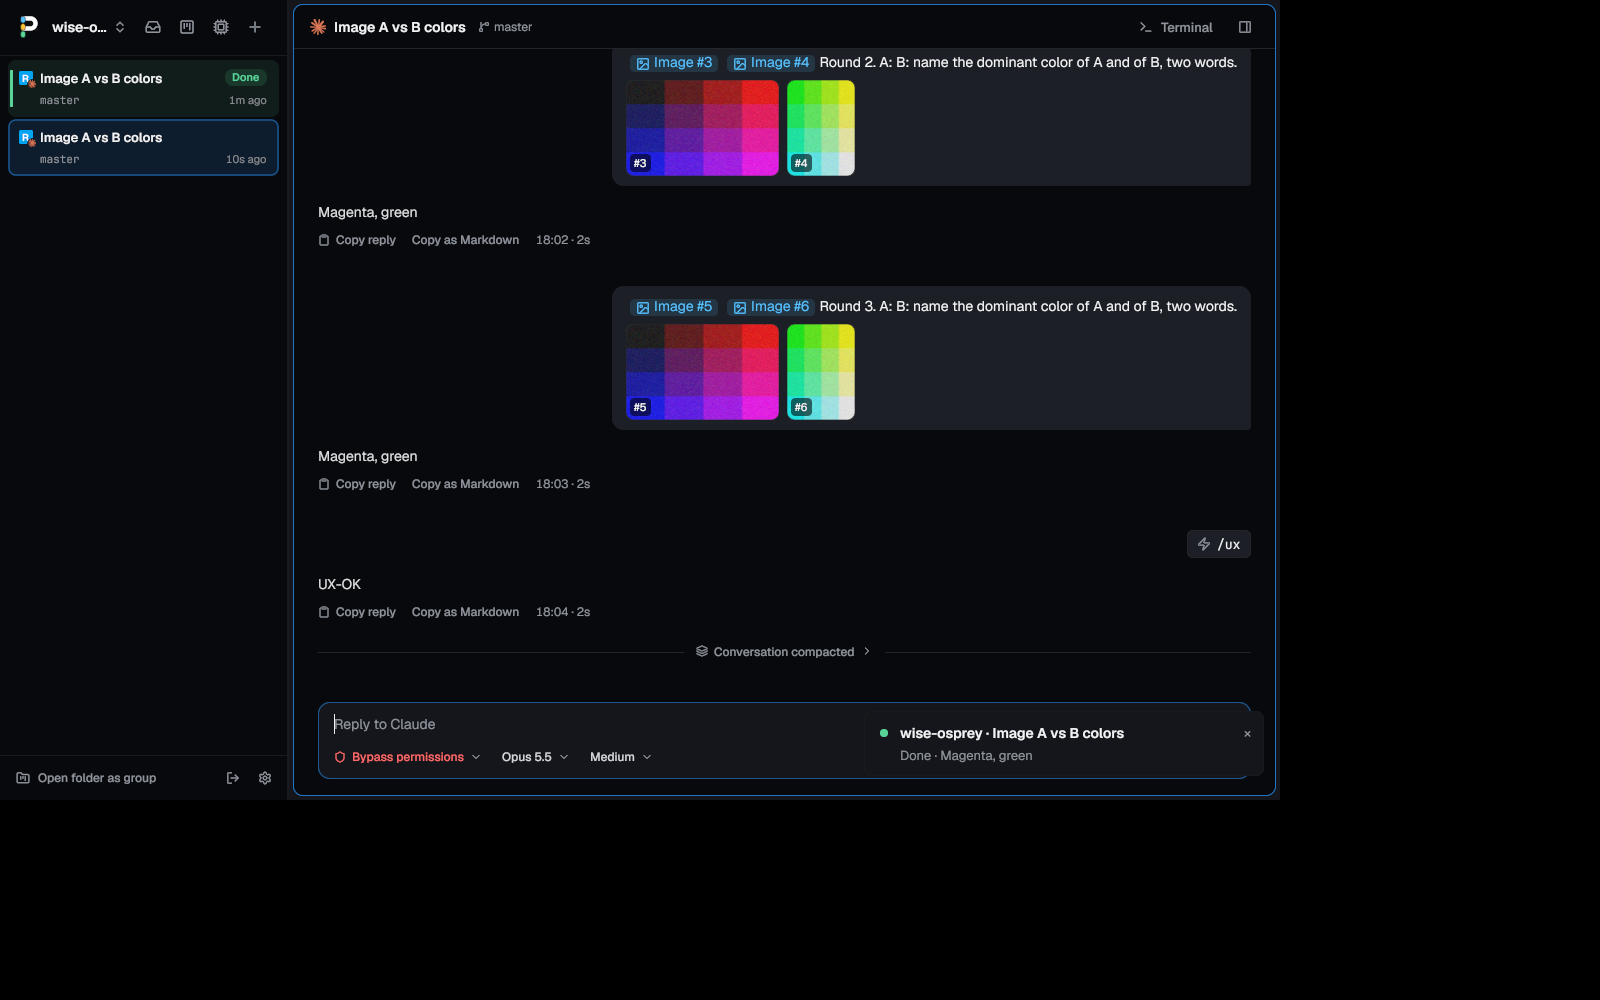 wise-o...
Image A vs B colors
Done
master
1m ago
Image A vs B colors
master
10s ago
Open folder as group
Image A vs B colors
master
Terminal
Image #3 Image #4 Round 2. A: B: name the dominant color of A and of B, two words.
#3
#4
Magenta, green
Copy reply Copy as Markdown 18:02 · 2s
Image #5 Image #6 Round 3. A: B: name the dominant color of A and of B, two words.
#5
#6
Magenta, green
Copy reply Copy as Markdown 18:03 · 2s
/ux
UX-OK
Copy reply Copy as Markdown 18:04 · 2s
Conversation compacted
Reply to Claude
Bypass permissions Opus 5.5 Medium
wise-osprey · Image A vs B colors
Done · Magenta, green